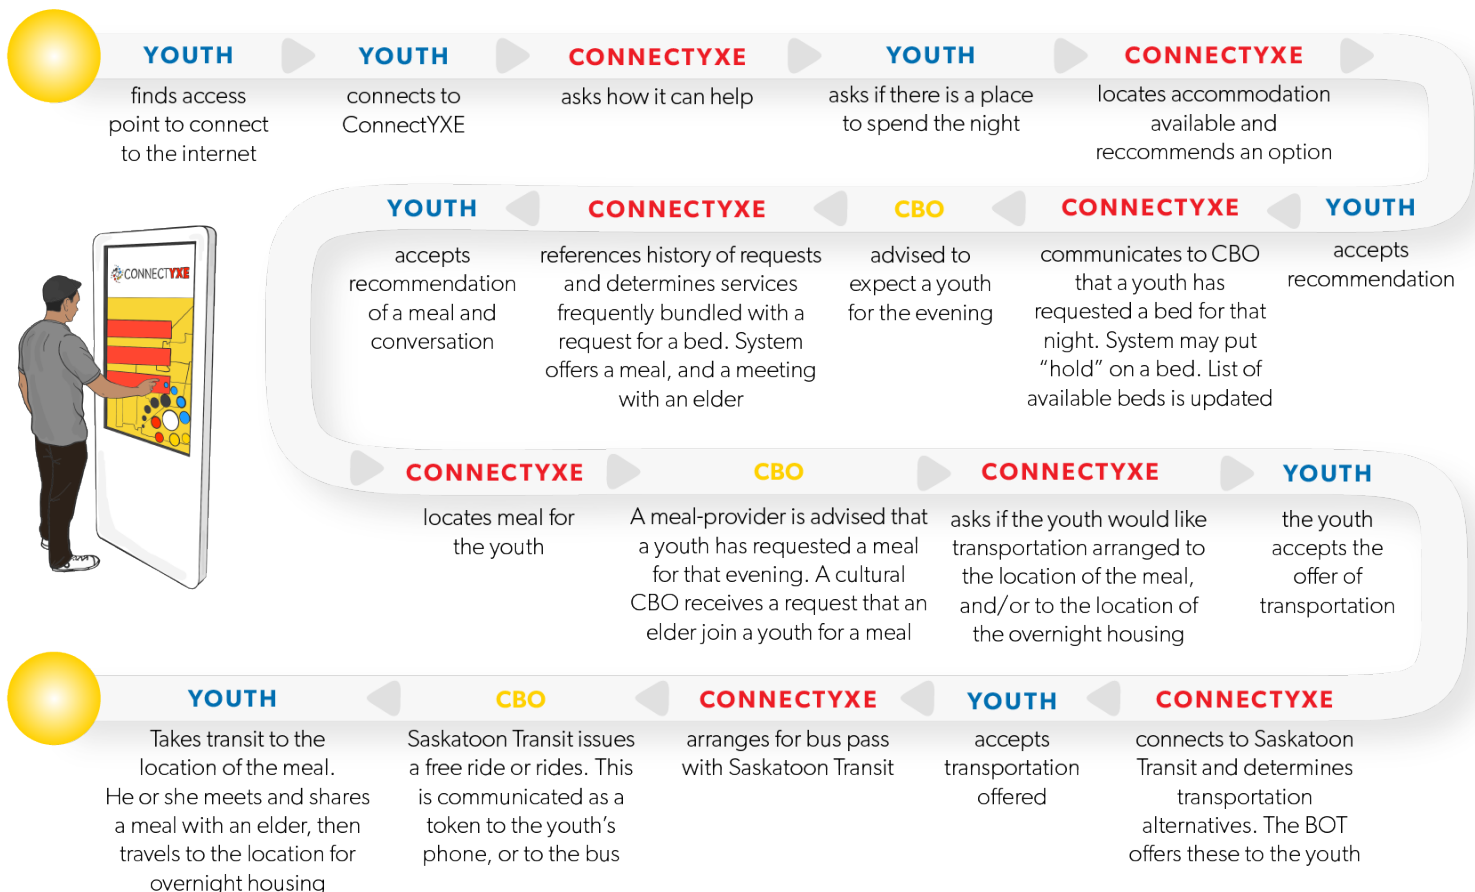 YOUTH
finds access
point to connect
to the internet
YOUTH
connects to
ConnectYXE
CONNECTYXE
asks how it can help
YOUTH
asks if there is a place
to spend the night
CONNECTYXE
locates accommodation
available and
reccommends an option
YOUTH
accepts
recommendation
CONNECTYXE
communicates to CBO
that a youth has
requested a bed for that
night. System may put
“hold” on a bed. List of
available beds is updated
CBO
advised to
expect a youth
for the evening
CONNECTYXE
references history of requests
and determines services
frequently bundled with a
request for a bed. System
offers a meal, and a meeting
with an elder
YOUTH
accepts
recommendation
of a meal and
conversation
CONNECTYXE
CONNECTYXE
locates meal for
the youth
CBO
A meal-provider is advised that
a youth has requested a meal
for that evening. A cultural
CBO receives a request that an
elder join a youth for a meal
CONNECTYXE
asks if the youth would like
transportation arranged to
the location of the meal,
and/or to the location of
the overnight housing
YOUTH
the youth
accepts the
offer of
transportation
CONNECTYXE
connects to Saskatoon
Transit and determines
transportation
alternatives. The BOT
offers these to the youth
YOUTH
accepts
transportation
offered
CONNECTYXE
arranges for bus pass
with Saskatoon Transit
CBO
Saskatoon Transit issues
a free ride or rides. This
is communicated as a
token to the youth’s
phone, or to the bus
YOUTH
Takes transit to the
location of the meal.
He or she meets and shares
a meal with an elder, then
travels to the location for
overnight housing